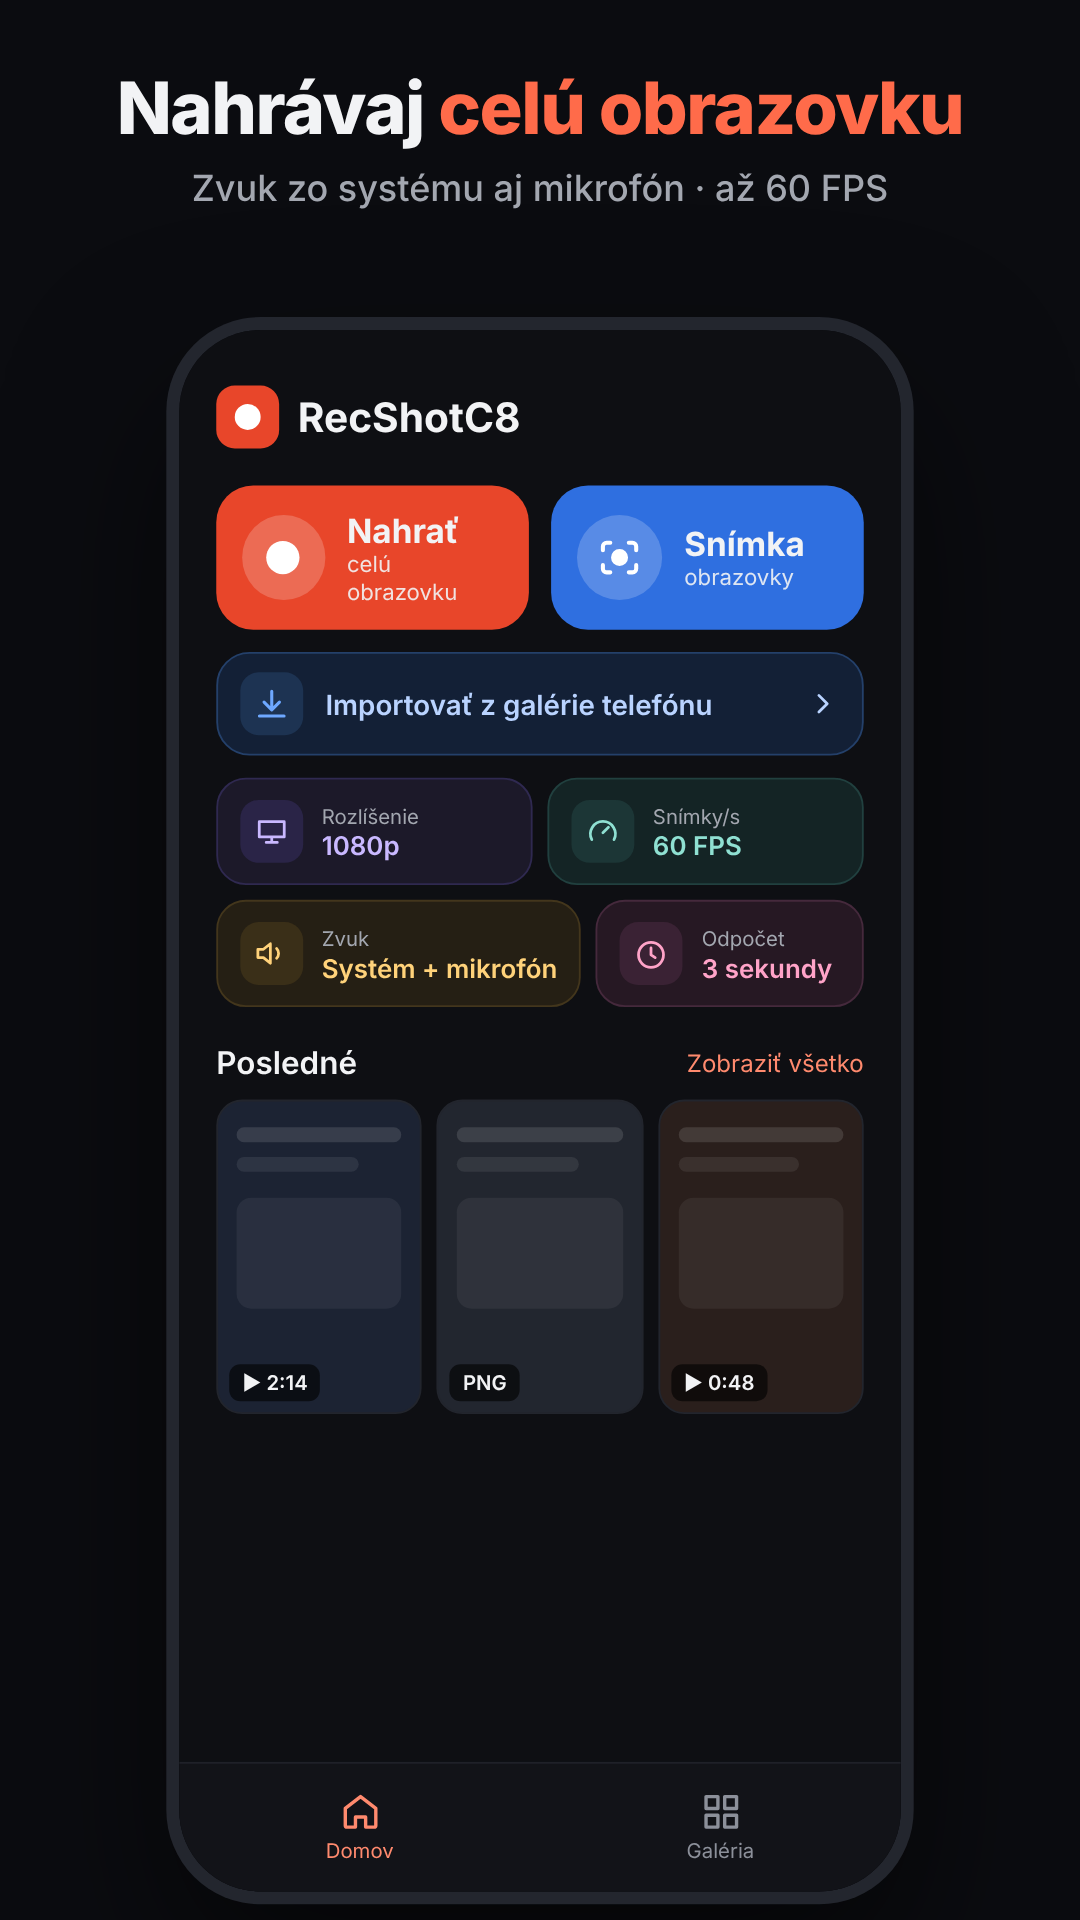 Nahrávaj celú obrazovku
Zvuk zo systému aj mikrofón · až 60 FPS
RecShotC8
Nahrať
celú
obrazovku
Snímka
obrazovky
Importovať z galérie telefónu
Rozlíšenie
1080p
Snímky/s
60 FPS
Zvuk
Systém + mikrofón
Odpočet
3 sekundy
Posledné
Zobraziť všetko
2:14
PNG
0:48
Domov
Galéria